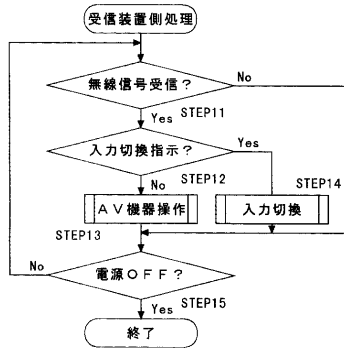 受信装置側処理
無線信号受信?
No
Yes
STEP11
入力切換指示?
Yes
No
STEP12
STEP14
AV機器操作
入力切換
STEP13
No
電源OFF?
Yes
STEP15
終了